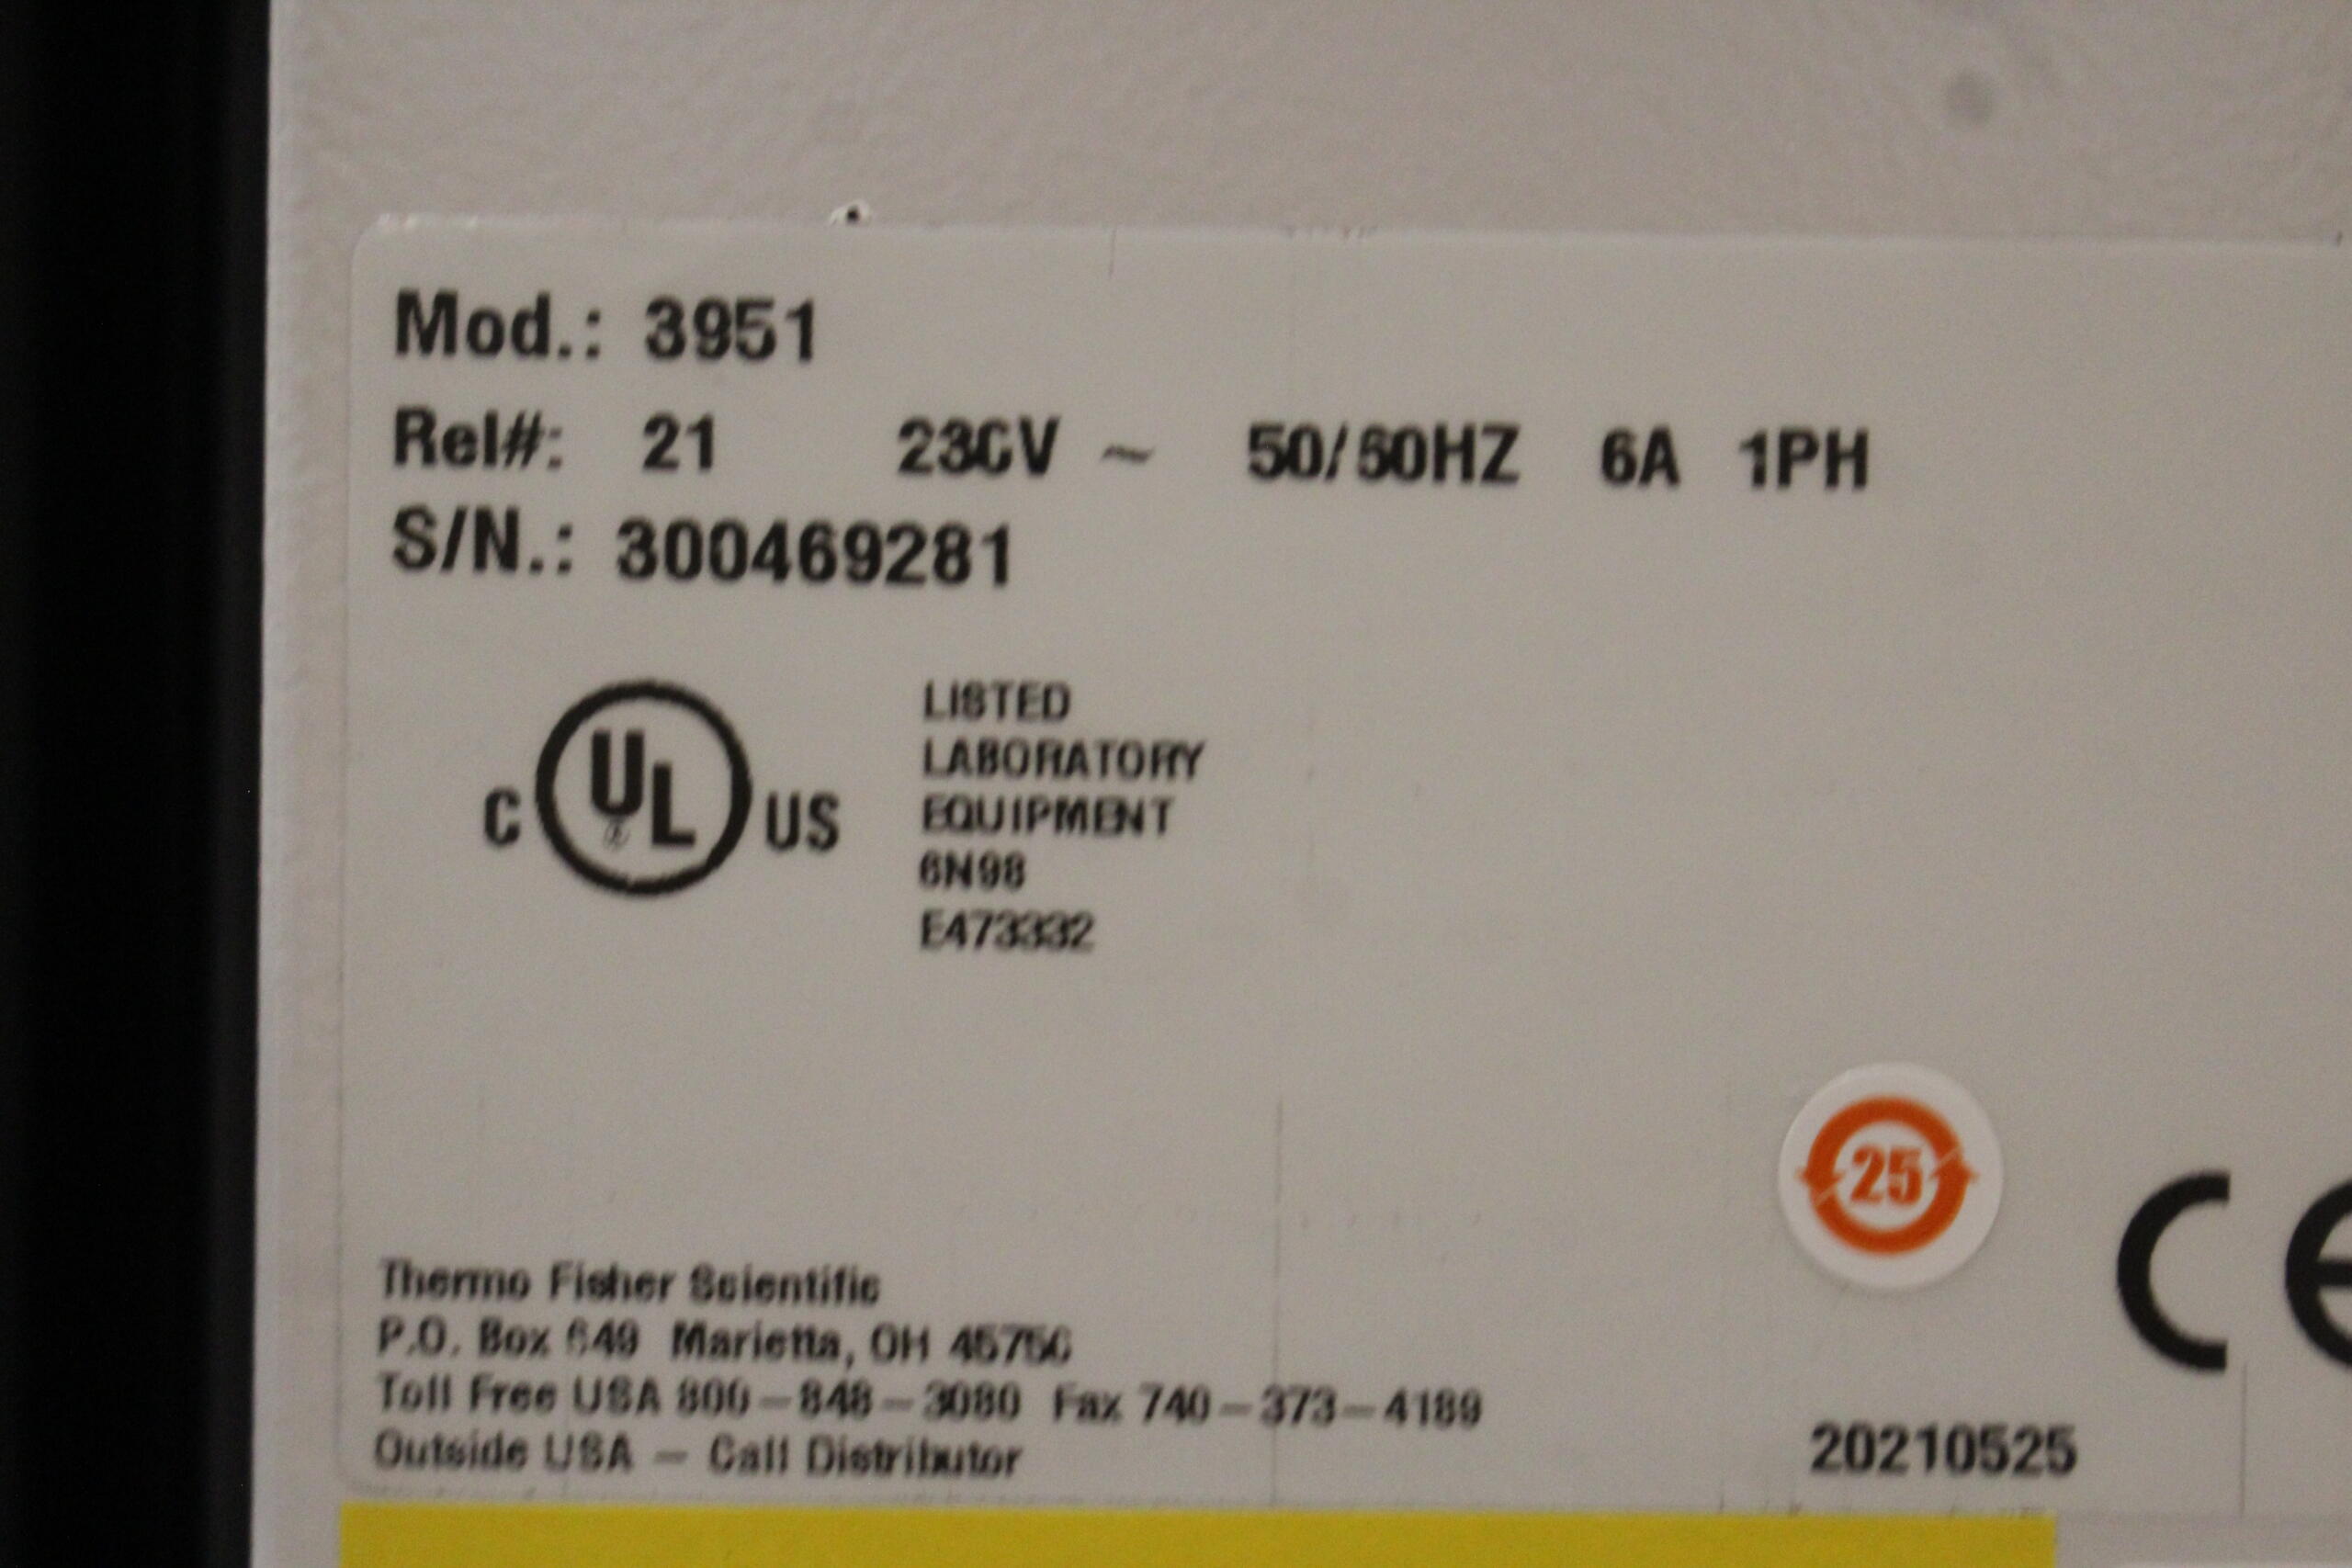 Mod.: 3951
Rel#: 21 230V ~ 50/60HZ 6A 1PH
S/N.: 300469281
C UL® US
LISTED
LABORATORY
EQUIPMENT
6N98
E473332
25
CE
Thermo Fisher Scientific
P.O. Box 649 Marietta, OH 45750
Toll Free USA 800-848-3080 Fax 740-373-4189
Outside USA - Call Distributor
20210525